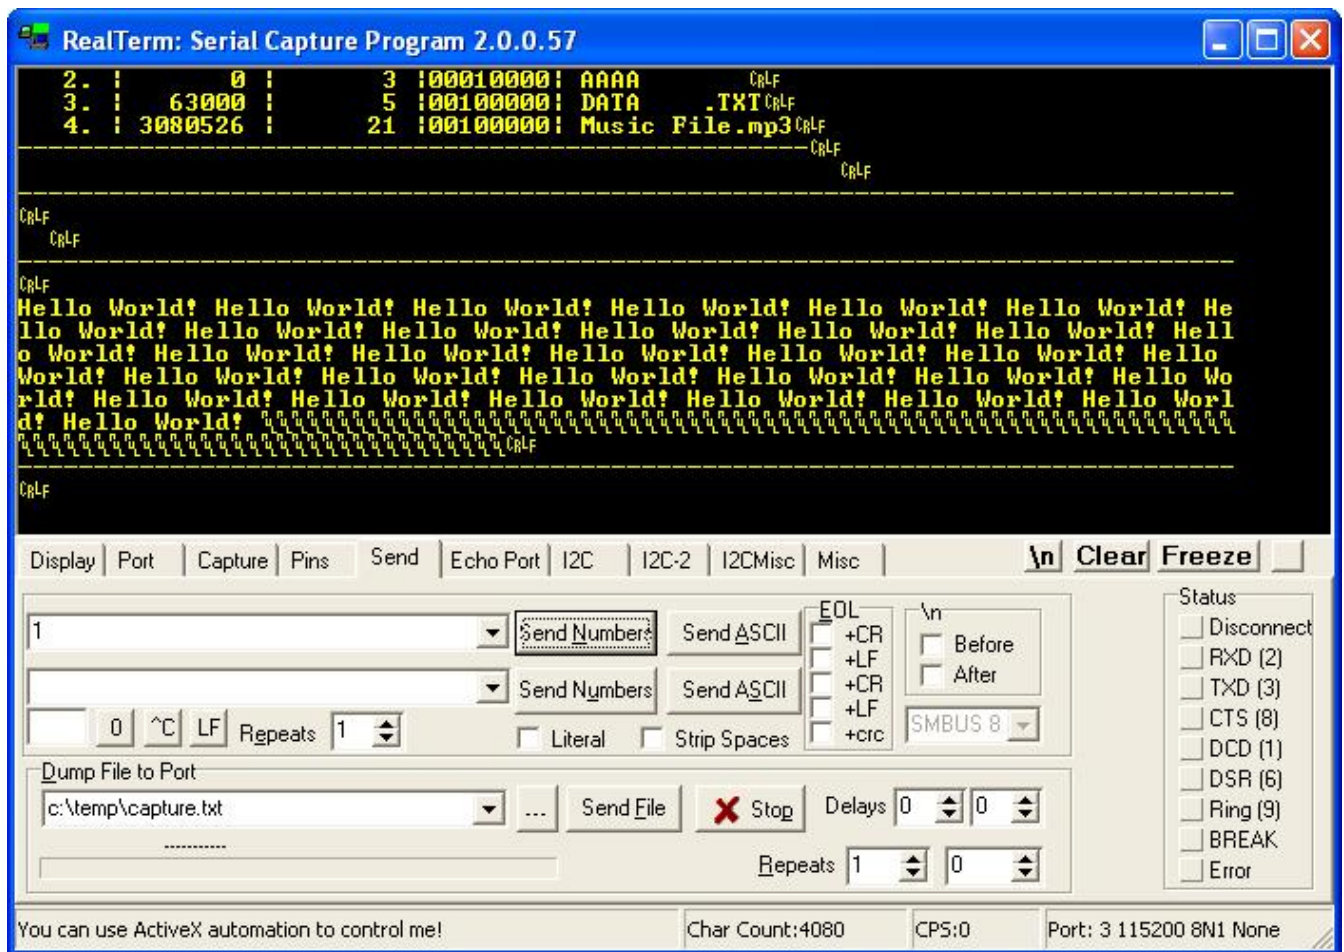 RealTerm: Serial Capture Program 2.0.0.57
2. | 0 | 3 |00010000| AAAA CRLF
3. | 63000 | 5 |00100000| DATA .TXT CRLF
4. | 3080526 | 21 |00100000| Music File.mp3 CRLF
CRLF
CRLF
CRLF
CRLF
CRLF
Hello World! Hello World! Hello World! Hello World! Hello World! Hello World! He
llo World! Hello World! Hello World! Hello World! Hello World! Hello World! Hell
o World! Hello World! Hello World! Hello World! Hello World! Hello World! Hello
World! Hello World! Hello World! Hello World! Hello World! Hello World! Hello Wo
rld! Hello World! Hello World! Hello World! Hello World! Hello World! Hello Worl
d! Hello World!
CRLF
CRLF
Display Port Capture Pins Send Echo Port I2C I2C-2 I2CMisc Misc \n Clear Freeze
1 Send Numbers Send ASCII
Send Numbers Send ASCII
0 ^C LF Repeats 1 Literal Strip Spaces
EOL
+CR
+LF
+CR
+LF
+crc
\n
Before
After
SMBUS 8
Status
Disconnect
RXD (2)
TXD (3)
CTS (8)
DCD (1)
DSR (6)
Ring (9)
BREAK
Error
Dump File to Port
c:\temp\capture.txt ... Send File Stop Delays 0 0
Repeats 1 0
You can use ActiveX automation to control me! Char Count:4080 CPS:0 Port: 3 115200 8N1 None